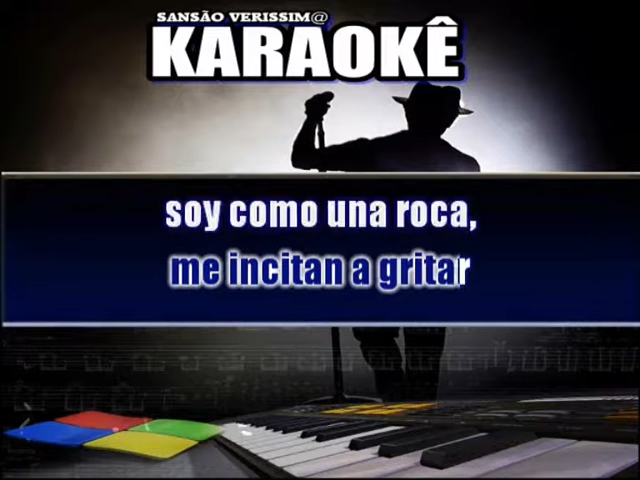 SANSÃO VERISSIM@
KARAOKÊ
soy como una roca,
me incitan a gritar